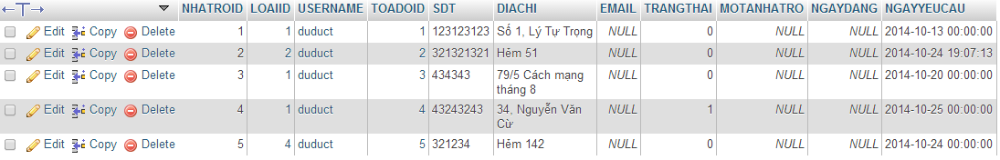 NHATROID LOAIID USERNAME TOADOID SDT DIACHI EMAIL TRANGTHAI MOTANHATRO NGAYDANG NGAYYEUCAU
Edit Copy Delete 1 1 duduct 1 123123123 Số 1, Lý Tự Trọng NULL 0 NULL NULL 2014-10-13 00:00:00
Edit Copy Delete 2 2 duduct 2 321321321 Hẻm 51 NULL 0 NULL NULL 2014-10-24 19:07:13
Edit Copy Delete 3 1 duduct 3 434343 79/5 Cách mạng NULL 0 NULL NULL 2014-10-20 00:00:00
tháng 8
Edit Copy Delete 4 1 duduct 4 43243243 34, Nguyễn Văn NULL 1 NULL NULL 2014-10-25 00:00:00
Cừ
Edit Copy Delete 5 4 duduct 5 321234 Hẻm 142 NULL 0 NULL NULL 2014-10-24 00:00:00